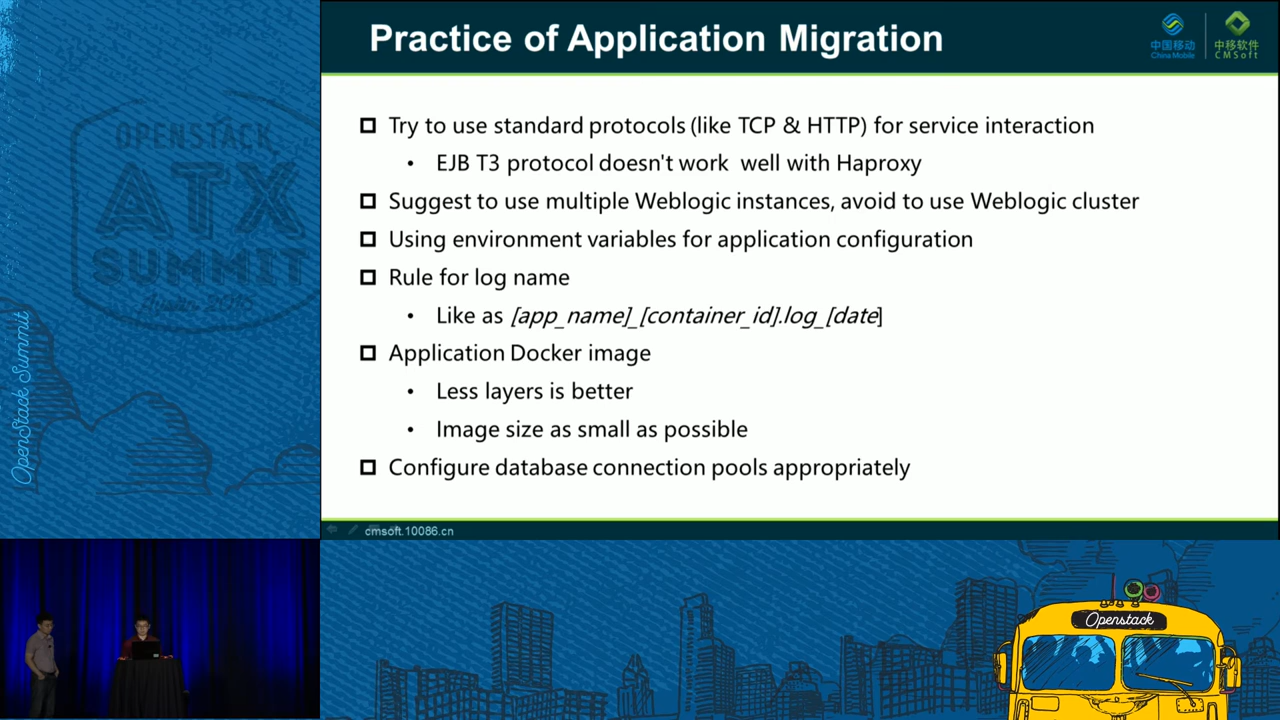 Practice of Application Migration
中国移动
China Mobile
中移软件
CMSoft
Try to use standard protocols (like TCP & HTTP) for service interaction
EJB T3 protocol doesn't work well with Haproxy
Suggest to use multiple Weblogic instances, avoid to use Weblogic cluster
Using environment variables for application configuration
Rule for log name
Like as [app_name]_[container_id].log_[date]
Application Docker image
Less layers is better
Image size as small as possible
Configure database connection pools appropriately
cmsoft.10086.cn
OPENSTACK
ATX
SUMMIT
OpenStack Summit
Openstack